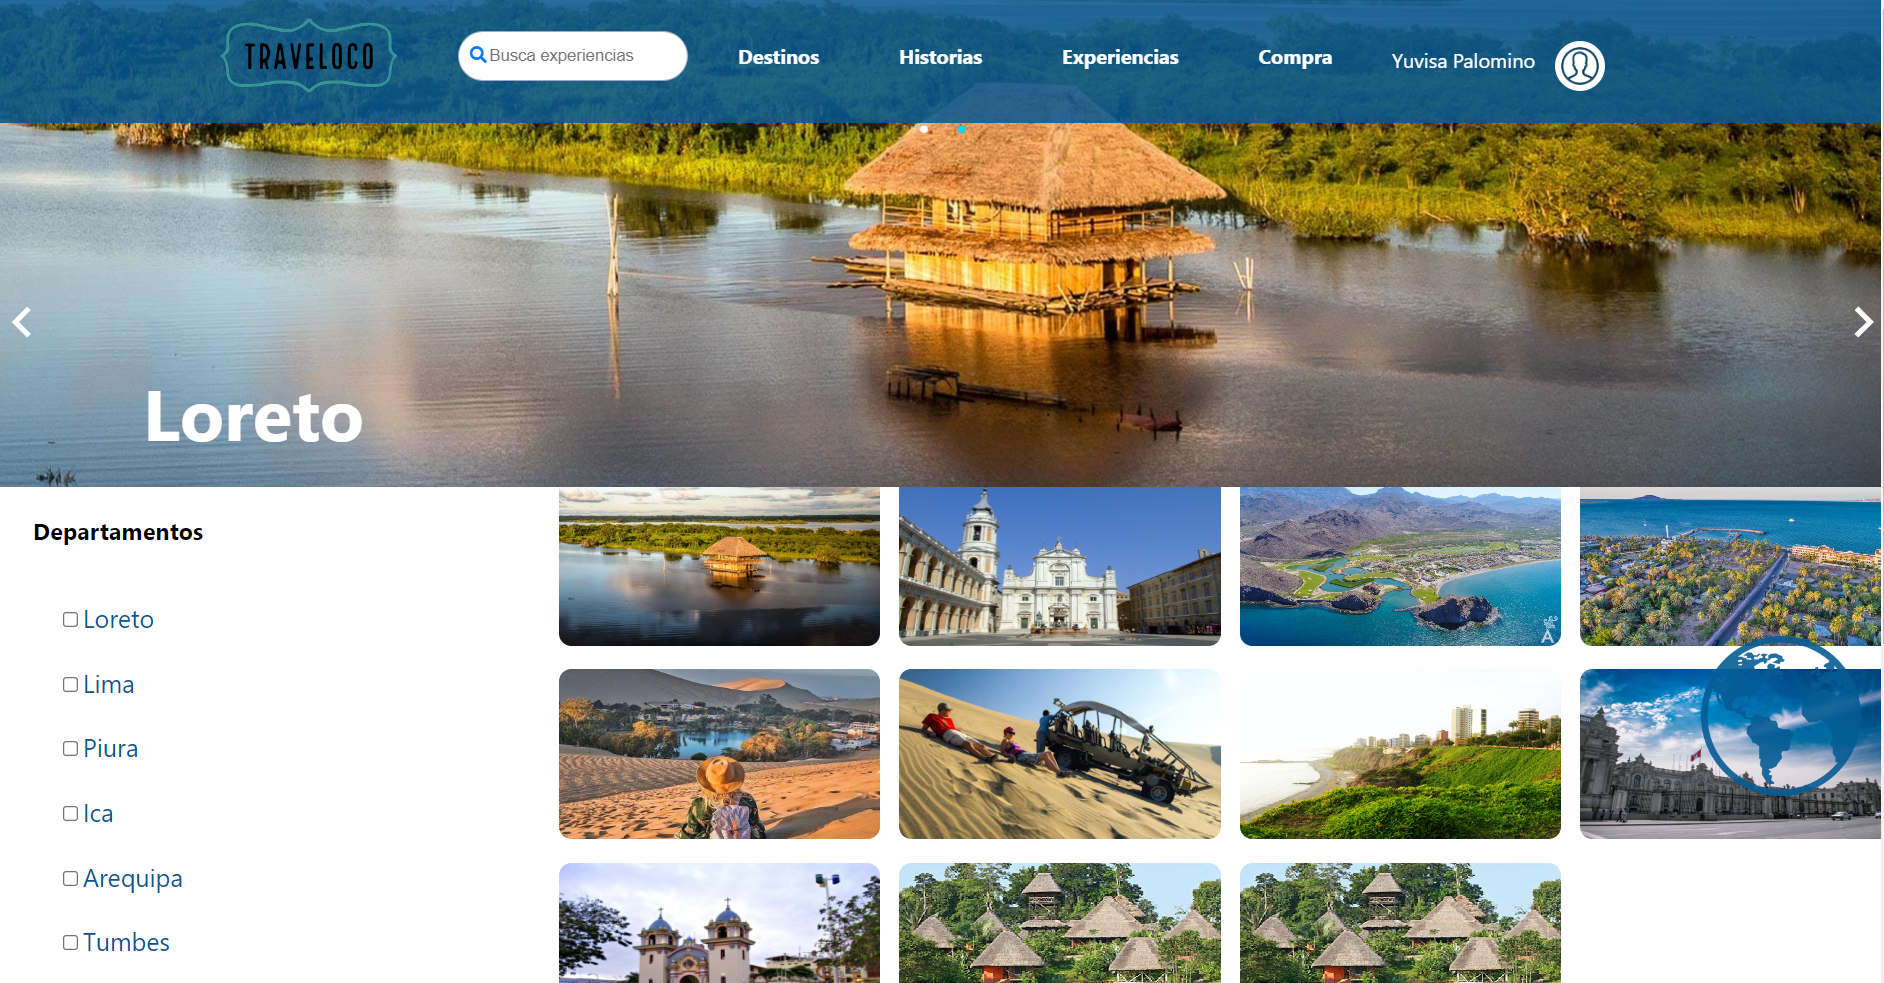 TRAVELOCO
Busca experiencias
Destinos
Historias
Experiencias
Compra
Yuvisa Palomino
Loreto
Departamentos
Loreto
Lima
Piura
Ica
Arequipa
Tumbes